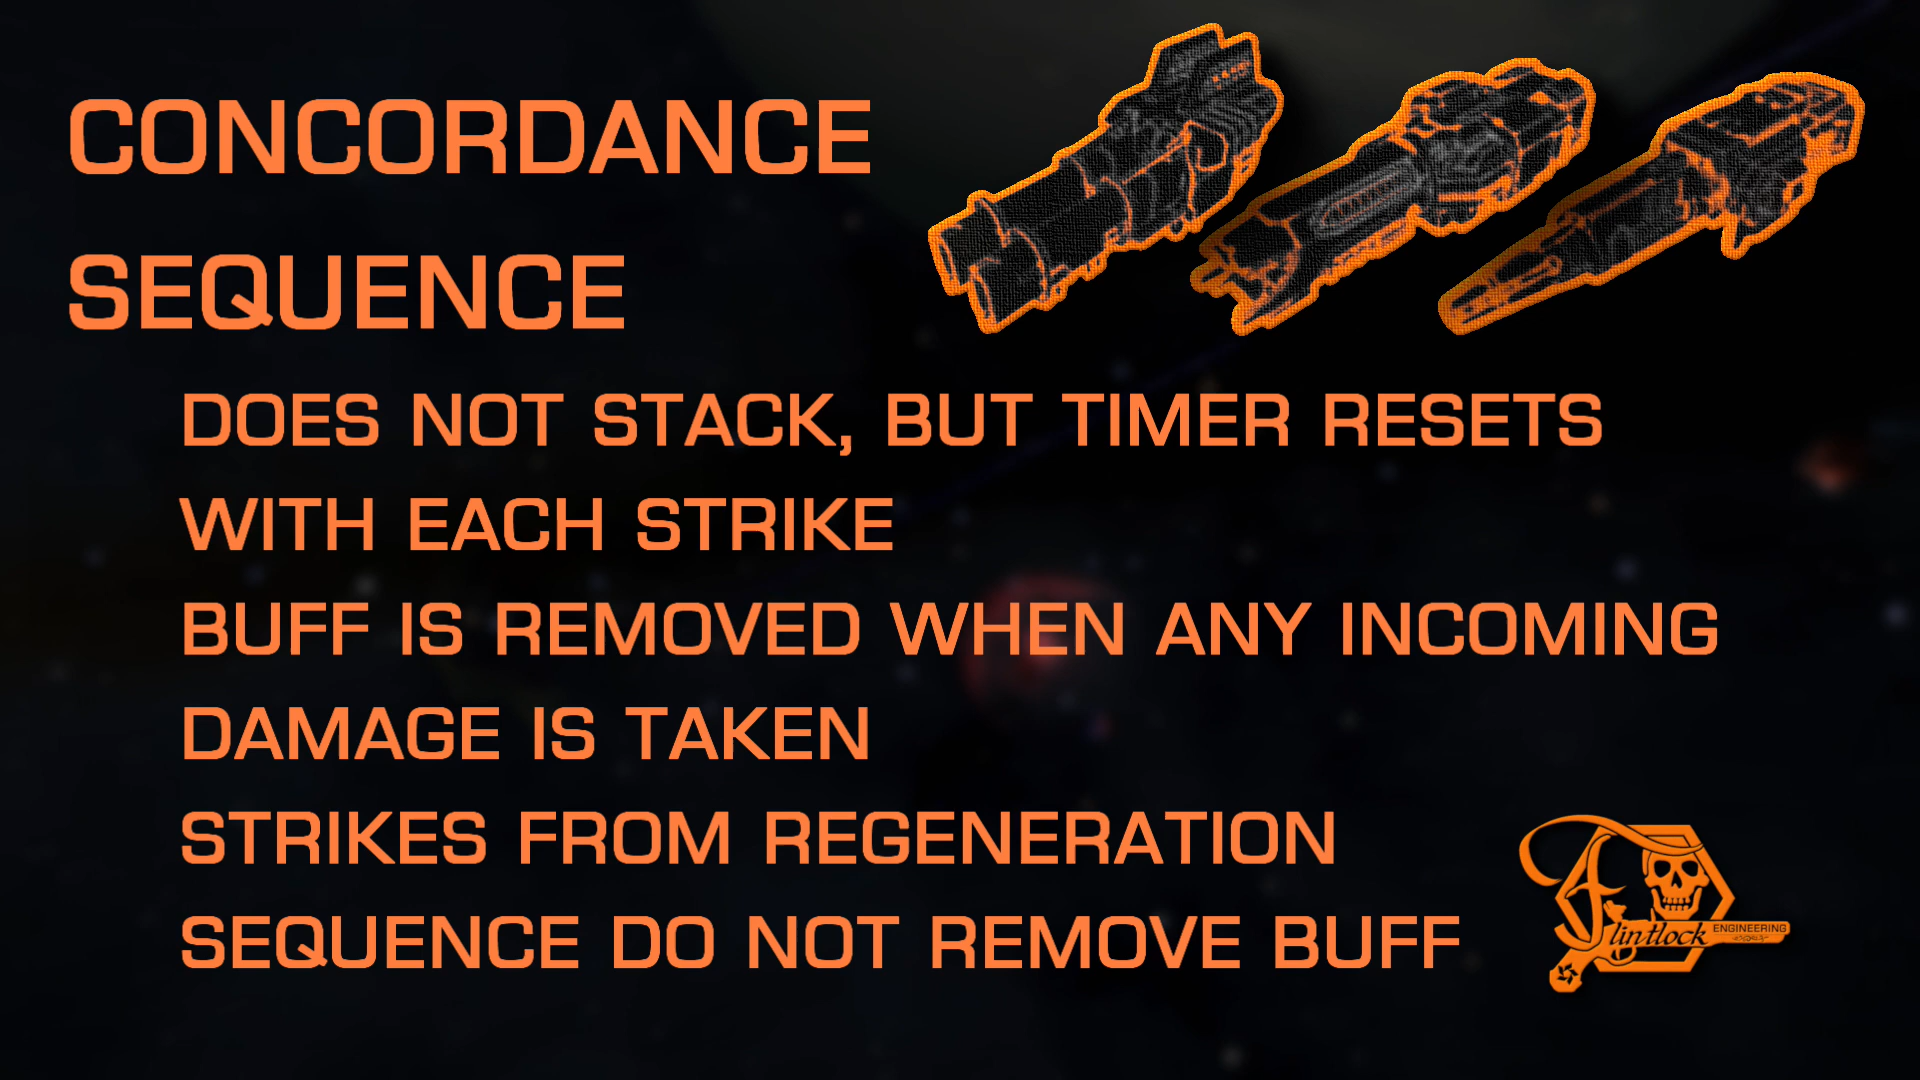 CONCORDANCE
SEQUENCE
DOES NOT STACK, BUT TIMER RESETS
WITH EACH STRIKE
BUFF IS REMOVED WHEN ANY INCOMING
DAMAGE IS TAKEN
STRIKES FROM REGENERATION
SEQUENCE DO NOT REMOVE BUFF
Flintlock ENGINEERING